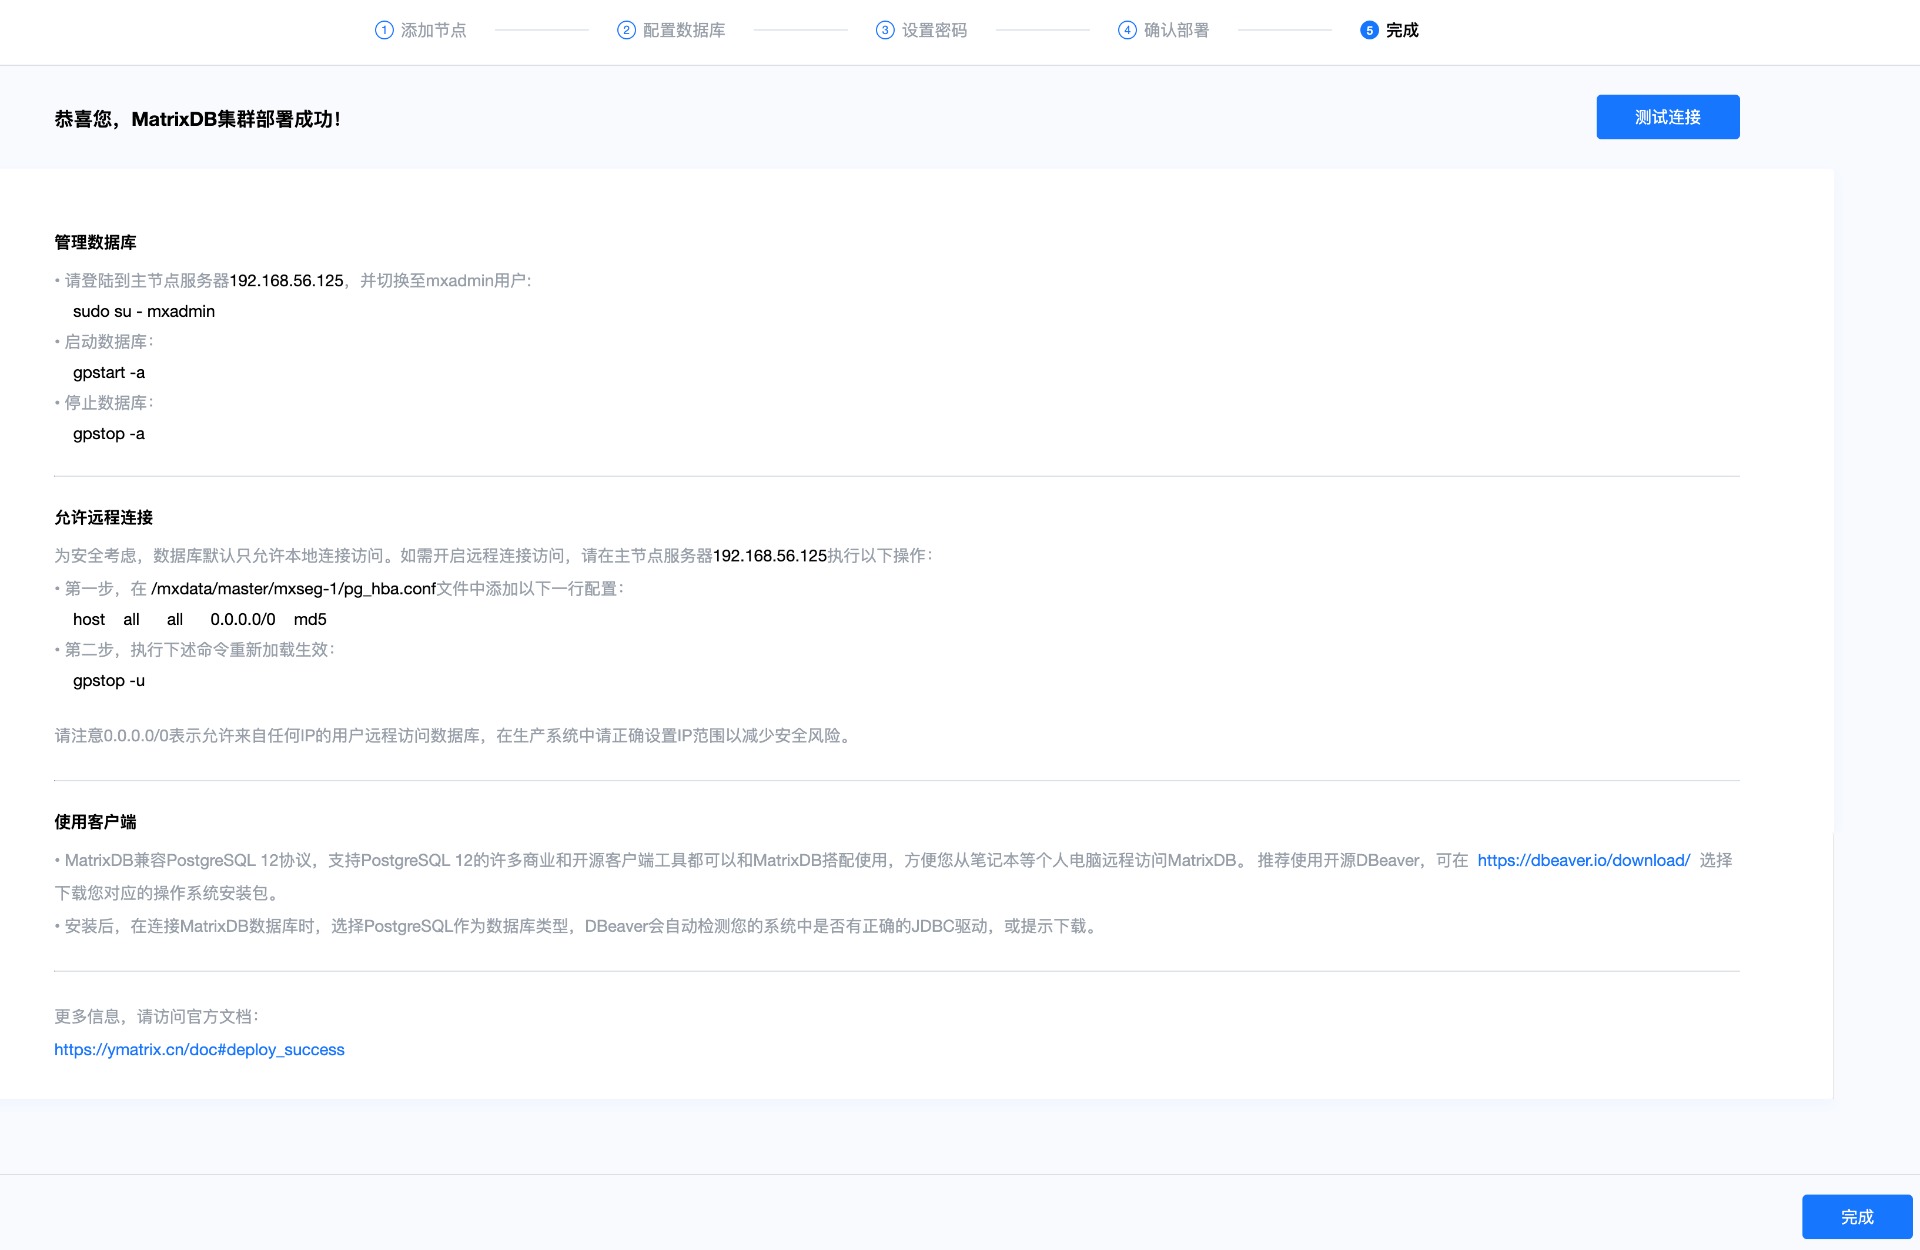 1 添加节点 2 配置数据库 3 设置密码 4 确认部署 5 完成
恭喜您，MatrixDB集群部署成功！
测试连接
管理数据库
• 请登陆到主节点服务器192.168.56.125，并切换至mxadmin用户:
sudo su - mxadmin
• 启动数据库：
gpstart -a
• 停止数据库：
gpstop -a
允许远程连接
为安全考虑，数据库默认只允许本地连接访问。如需开启远程连接访问，请在主节点服务器192.168.56.125执行以下操作：
• 第一步，在 /mxdata/master/mxseg-1/pg_hba.conf文件中添加以下一行配置：
host all all 0.0.0.0/0 md5
• 第二步，执行下述命令重新加载生效：
gpstop -u
请注意0.0.0.0/0表示允许来自任何IP的用户远程访问数据库，在生产系统中请正确设置IP范围以减少安全风险。
使用客户端
• MatrixDB兼容PostgreSQL 12协议，支持PostgreSQL 12的许多商业和开源客户端工具都可以和MatrixDB搭配使用，方便您从笔记本等个人电脑远程访问MatrixDB。 推荐使用开源DBeaver，可在 https://dbeaver.io/download/ 选择
下载您对应的操作系统安装包。
• 安装后，在连接MatrixDB数据库时，选择PostgreSQL作为数据库类型，DBeaver会自动检测您的系统中是否有正确的JDBC驱动，或提示下载。
更多信息，请访问官方文档：
https://ymatrix.cn/doc#deploy_success
完成